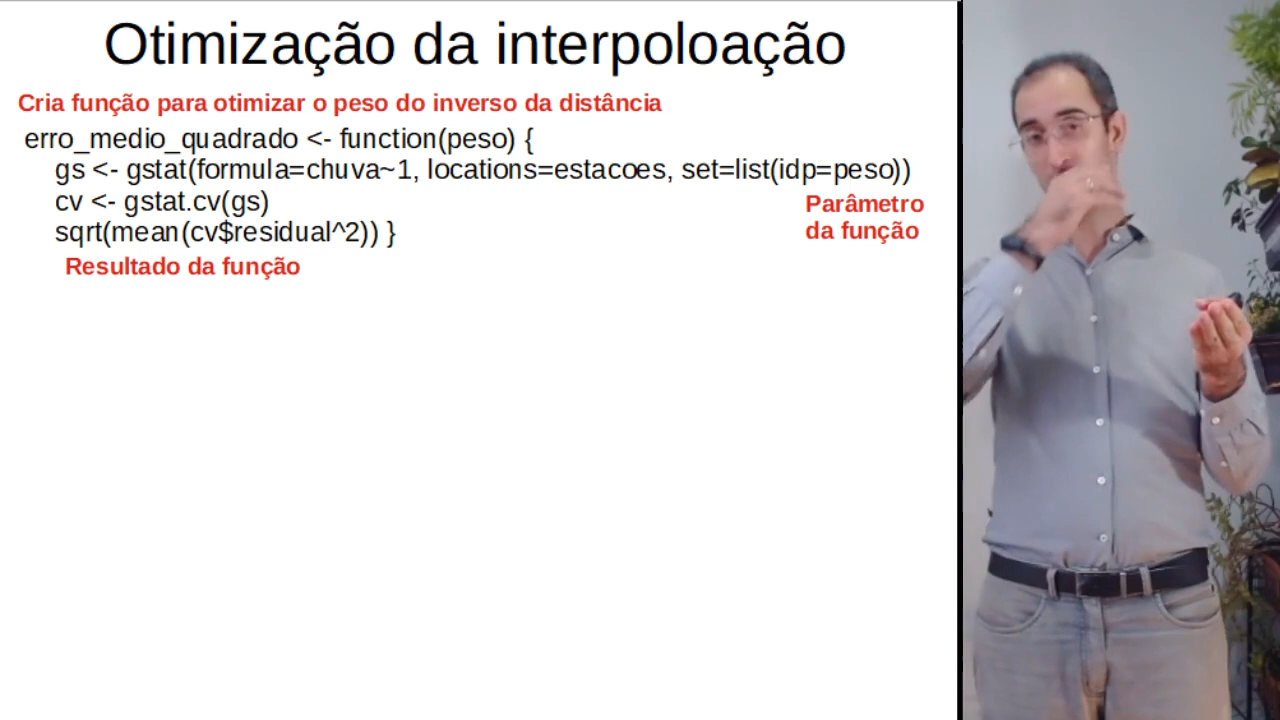 Otimização da interpoloação
Cria função para otimizar o peso do inverso da distância
erro_medio_quadrado <- function(peso) {
gs <- gstat(formula=chuva~1, locations=estacoes, set=list(idp=peso))
cv <- gstat.cv(gs)
Parâmetro
da função
sqrt(mean(cv$residual^2)) }
Resultado da função